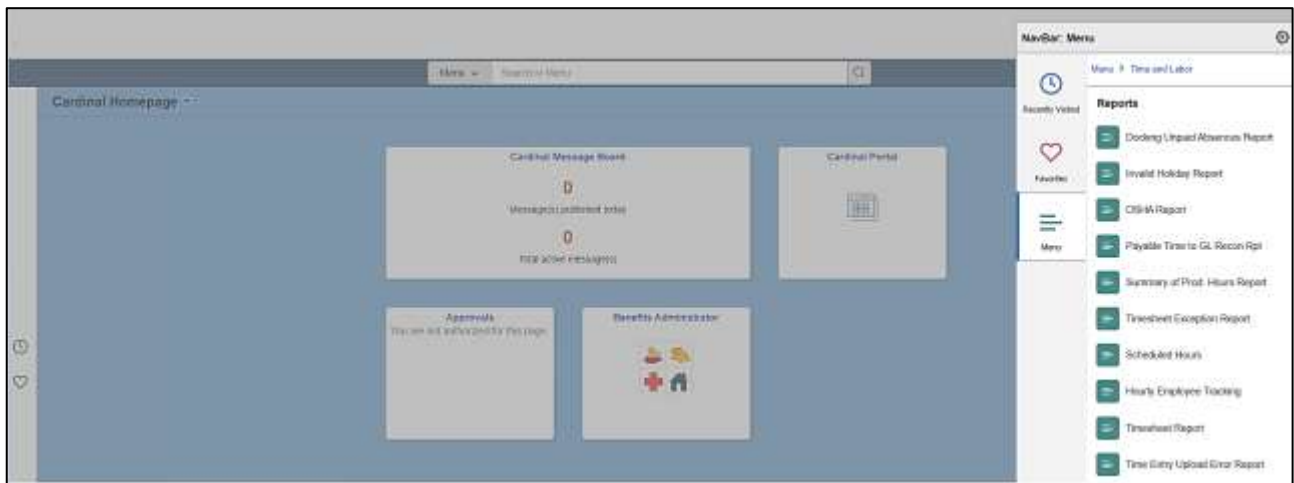 NavBar: Menu
Menu
Search in Menu
Menu > Time and Labor
Cardinal Homepage
Recently Visited
Reports
Docking Unpaid Absences Report
Favorites
Invalid Holiday Report
OSHA Report
Menu
Payable Time to GL Recon Rpt
Summary of Prod. Hours Report
Timesheet Exception Report
Scheduled Hours
Hourly Employee Tracking
Timesheet Report
Time Entry Upload Error Report
Cardinal Message Board
0
Message(s) published today
0
Total active message(s)
Cardinal Portal
Approvals
You are not authorized for this page.
Benefits Administrator